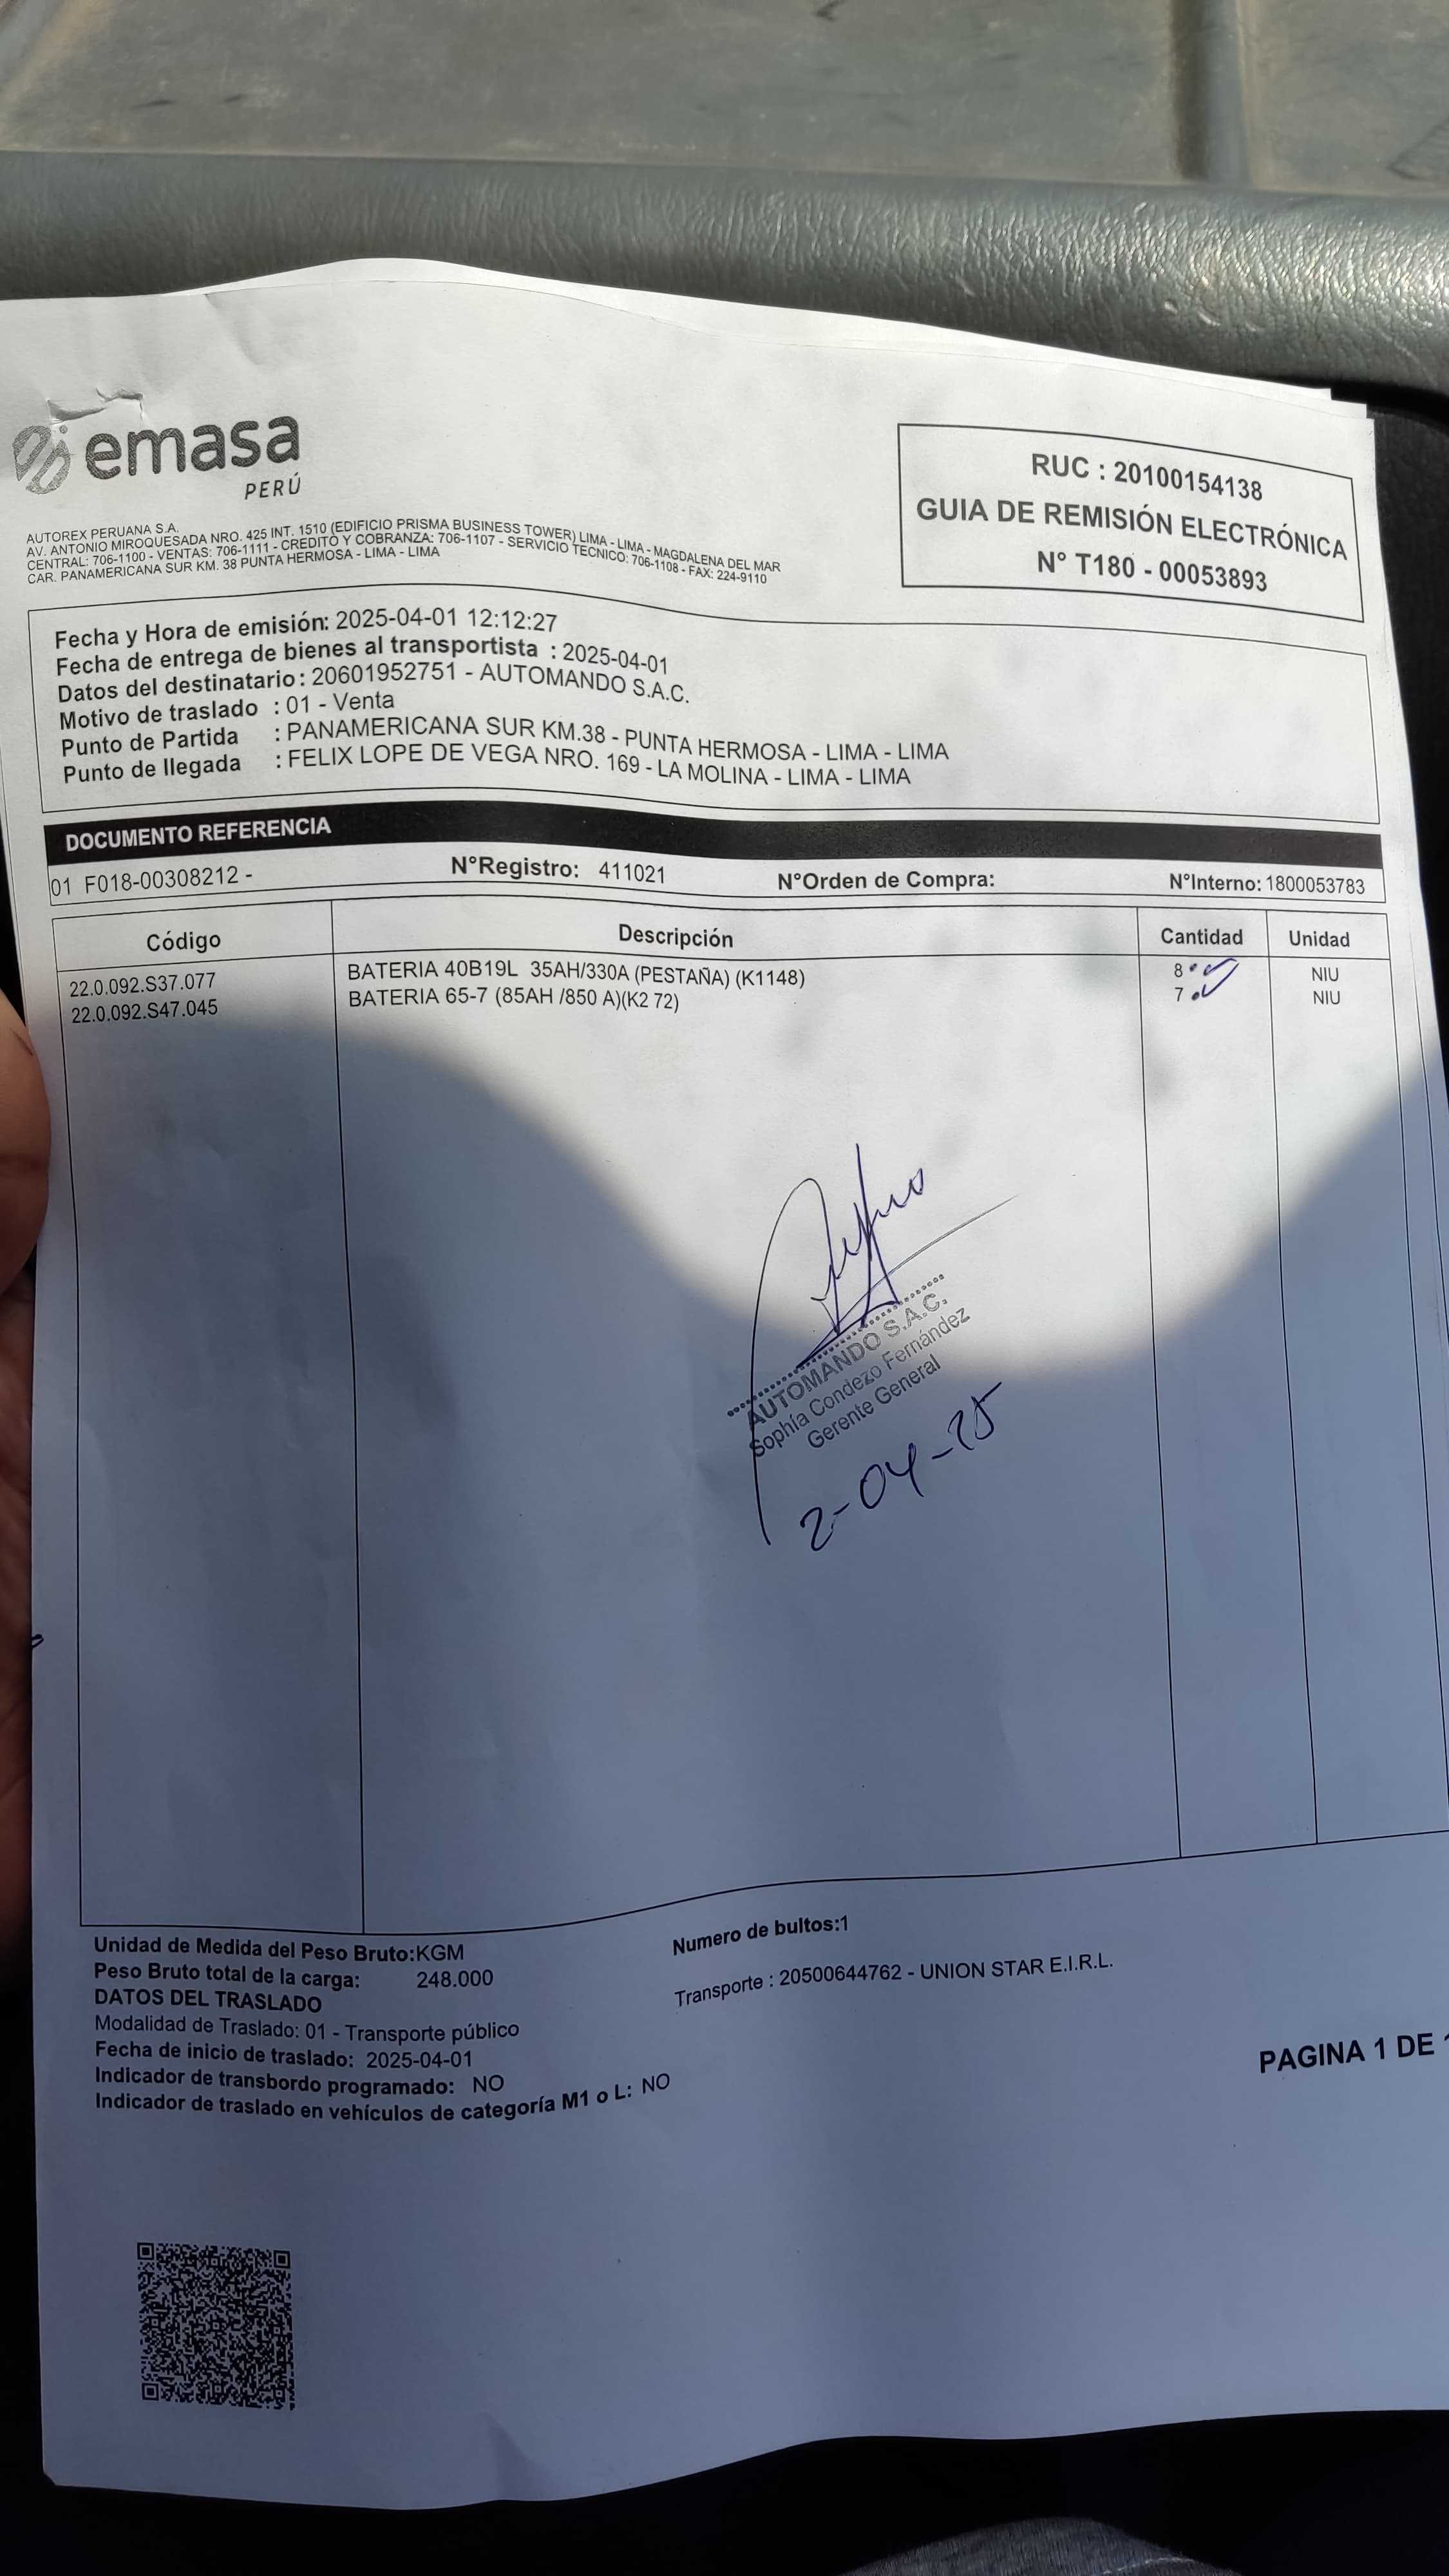 emasa
PERÚ
AUTOREX PERUANA S.A.
AV. ANTONIO MIROQUESADA NRO. 425 INT. 1510 (EDIFICIO PRISMA BUSINESS TOWER) LIMA - LIMA - MAGDALENA DEL MAR
CENTRAL: 706-1100 - VENTAS: 706-1111 - CREDITO Y COBRANZA: 706-1107 - SERVICIO TECNICO: 706-1108 - FAX: 224-9110
CAR. PANAMERICANA SUR KM. 38 PUNTA HERMOSA - LIMA - LIMA
RUC : 20100154138
GUIA DE REMISIÓN ELECTRÓNICA
N° T180 - 00053893
Fecha y Hora de emisión: 2025-04-01 12:12:27
Fecha de entrega de bienes al transportista : 2025-04-01
Datos del destinatario : 20601952751 - AUTOMANDO S.A.C.
Motivo de traslado : 01 - Venta
Punto de Partida : PANAMERICANA SUR KM.38 - PUNTA HERMOSA - LIMA - LIMA
Punto de llegada : FELIX LOPE DE VEGA NRO. 169 - LA MOLINA - LIMA - LIMA
DOCUMENTO REFERENCIA
01 F018-00308212 - N°Registro: 411021 N°Orden de Compra: N°Interno: 1800053783
Código Descripción Cantidad Unidad
22.0.092.S37.077 BATERIA 40B19L 35AH/330A (PESTAÑA) (K1148) 8 NIU
22.0.092.S47.045 BATERIA 65-7 (85AH /850 A)(K2 72) 7 NIU
AUTOMANDO S.A.C.
Sophía Condezo Fernández
Gerente General
2-04-25
Unidad de Medida del Peso Bruto:KGM
Peso Bruto total de la carga: 248.000
DATOS DEL TRASLADO
Modalidad de Traslado: 01 - Transporte público
Fecha de inicio de traslado: 2025-04-01
Indicador de transbordo programado: NO
Indicador de traslado en vehículos de categoría M1 o L: NO
Numero de bultos:1
Transporte : 20500644762 - UNION STAR E.I.R.L.
PAGINA 1 DE